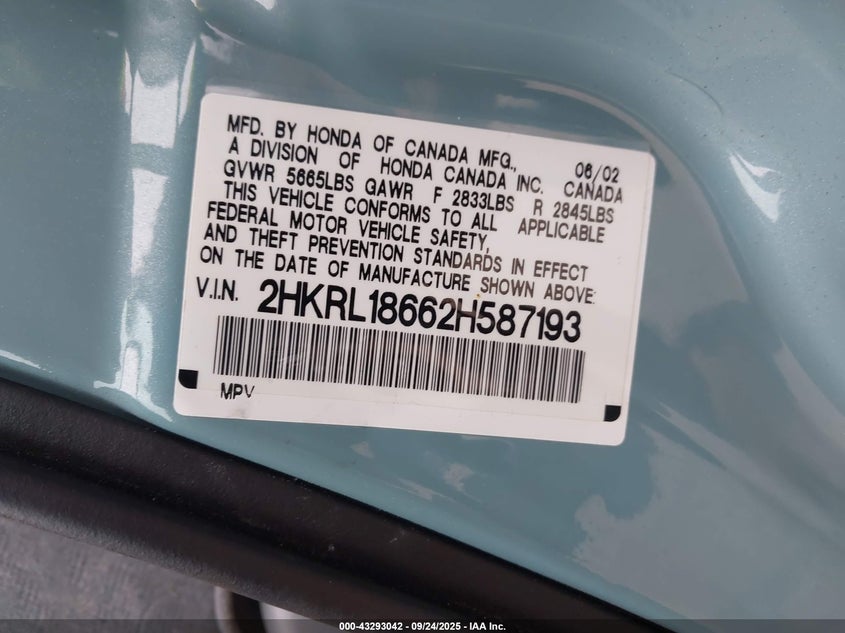 MFD. BY HONDA OF CANADA MFG., 06/02
A DIVISION OF HONDA CANADA INC. CANADA
GVWR 5665LBS GAWR F 2833LBS R 2845LBS
THIS VEHICLE CONFORMS TO ALL APPLICABLE
FEDERAL MOTOR VEHICLE SAFETY,
AND THEFT PREVENTION STANDARDS IN EFFECT
ON THE DATE OF MANUFACTURE SHOWN ABOVE.
V.I.N. 2HKRL18662H587193
MPV
000-43293042 - 09/24/2025 - IAA Inc.